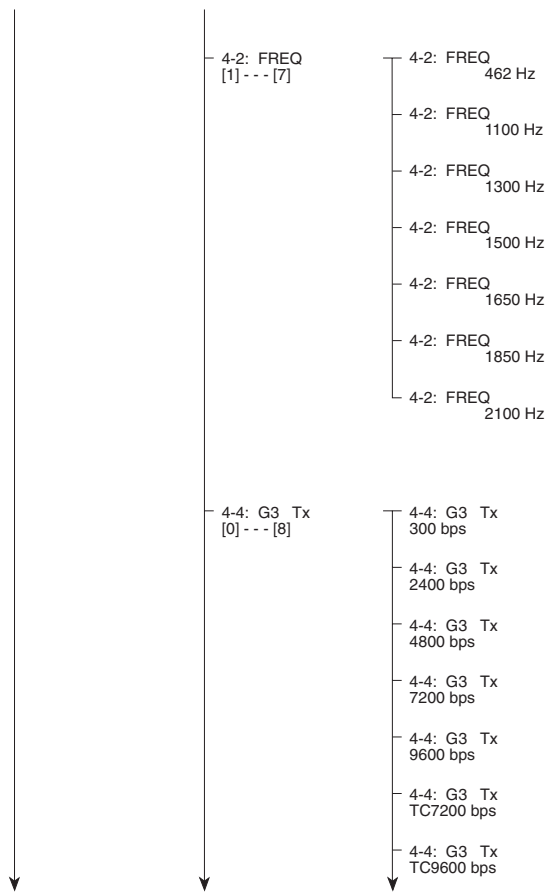 4-2: FREQ
[1] - - - [7]
4-2: FREQ
462 Hz
4-2: FREQ
1100 Hz
4-2: FREQ
1300 Hz
4-2: FREQ
1500 Hz
4-2: FREQ
1650 Hz
4-2: FREQ
1850 Hz
4-2: FREQ
2100 Hz
4-4: G3 Tx
[0] - - - [8]
4-4: G3 Tx
300 bps
4-4: G3 Tx
2400 bps
4-4: G3 Tx
4800 bps
4-4: G3 Tx
7200 bps
4-4: G3 Tx
9600 bps
4-4: G3 Tx
TC7200 bps
4-4: G3 Tx
TC9600 bps